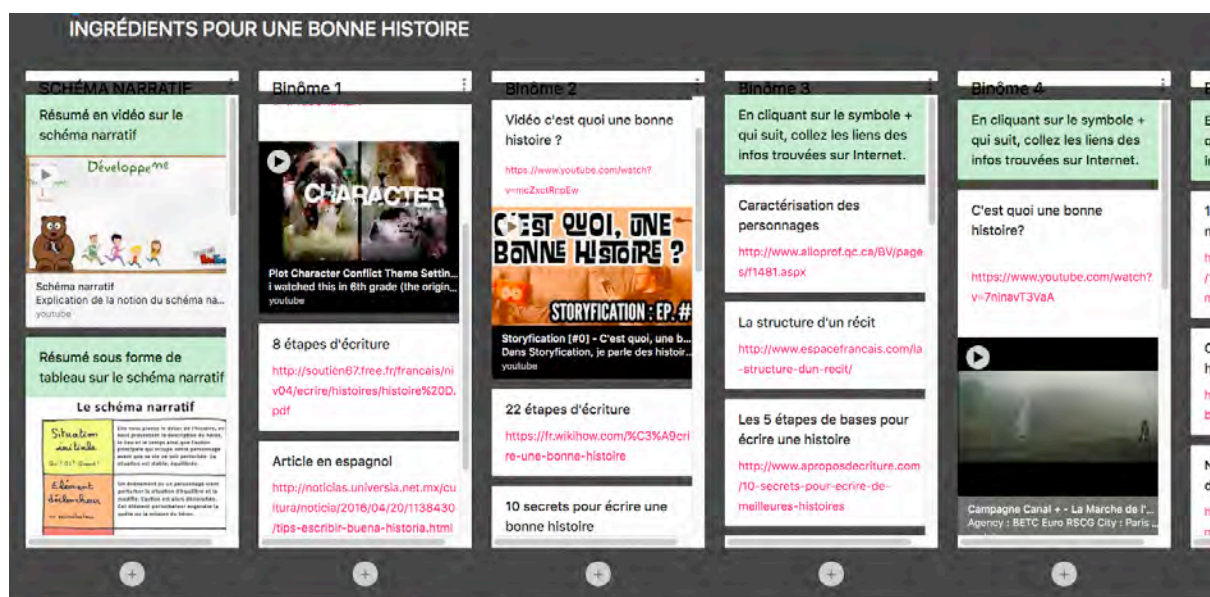 INGRÉDIENTS POUR UNE BONNE HISTOIRE
SCHÉMA NARRATIF
Résumé en vidéo sur le
schéma narratif
Développeme
Schéma narratif
Explication de la notion du schéma na...
youtube
Résumé sous forme de
tableau sur le schéma narratif
Le schéma narratif
Situation
initiale
Élément
déclencheur
Binôme 1
CHARACTER
Plot Character Conflict Theme Settin...
i watched this in 6th grade (the origin...
youtube
8 étapes d'écriture
http://soutien67.free.fr/francais/ni
v04/ecrire/histoires/histoire%20D.
pdf
Article en espagnol
http://noticias.universia.net.mx/cu
ltura/noticia/2016/04/20/1138430
/tips-escribir-buena-historia.html
Binôme 2
Vidéo c'est quoi une bonne
histoire ?
https://www.youtube.com/watch?
C'EST QUOI, UNE
BONNE HISTOIRE ?
STORYFICATION : EP. #
Storyfication [#0] - C'est quoi, une b...
Dans Storyfication, je parle des histoir...
youtube
22 étapes d'écriture
https://fr.wikihow.com/%C3%A9cri
re-une-bonne-histoire
10 secrets pour écrire une
bonne histoire
Binôme 3
En cliquant sur le symbole +
qui suit, collez les liens des
infos trouvées sur Internet.
Caractérisation des
personnages
http://www.alloprof.qc.ca/BV/page
s/f1481.aspx
La structure d'un récit
http://www.espacefrancais.com/la
-structure-dun-recit/
Les 5 étapes de bases pour
écrire une histoire
http://www.aproposdecriture.com
/10-secrets-pour-ecrire-de-
meilleures-histoires
Binôme 4
En cliquant sur le symbole +
qui suit, collez les liens des
infos trouvées sur Internet.
C'est quoi une bonne
histoire?
https://www.youtube.com/watch?
v=7ninavT3VaA
Campagne Canal + - La Marche de l'...
Agency : BETC Euro RSCG City : Paris ...